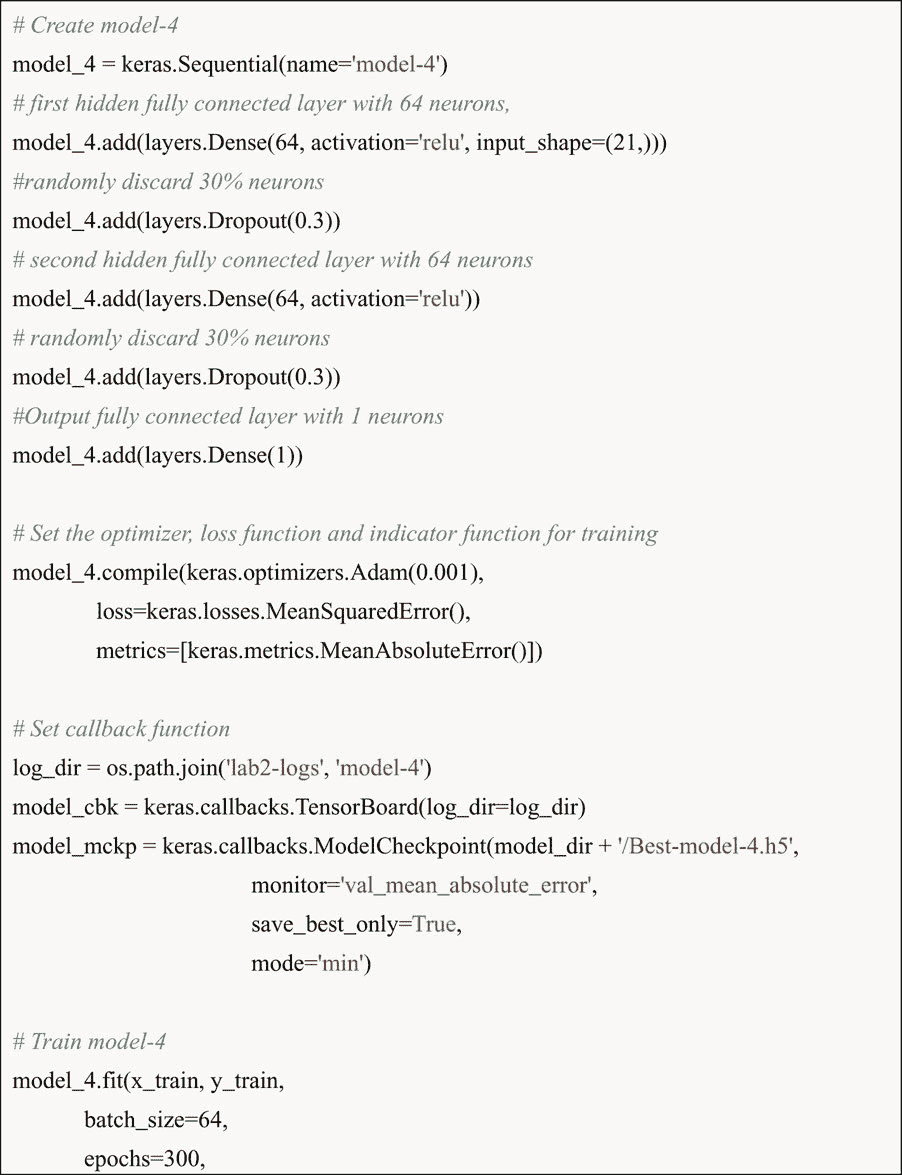 # Create model-4
model_4 = keras.Sequential(name='model-4')
# first hidden fully connected layer with 64 neurons,
model_4.add(layers.Dense(64, activation='relu', input_shape=(21,)))
#randomly discard 30% neurons
model_4.add(layers.Dropout(0.3))
# second hidden fully connected layer with 64 neurons
model_4.add(layers.Dense(64, activation='relu'))
# randomly discard 30% neurons
model_4.add(layers.Dropout(0.3))
#Output fully connected layer with 1 neurons
model_4.add(layers.Dense(1))
# Set the optimizer, loss function and indicator function for training
model_4.compile(keras.optimizers.Adam(0.001),
loss=keras.losses.MeanSquaredError(),
metrics=[keras.metrics.MeanAbsoluteError()])
# Set callback function
log_dir = os.path.join('lab2-logs', 'model-4')
model_cbk = keras.callbacks.TensorBoard(log_dir=log_dir)
model_mckp = keras.callbacks.ModelCheckpoint(model_dir + '/Best-model-4.h5',
monitor='val_mean_absolute_error',
save_best_only=True,
mode='min')
# Train model-4
model_4.fit(x_train, y_train,
batch_size=64,
epochs=300,